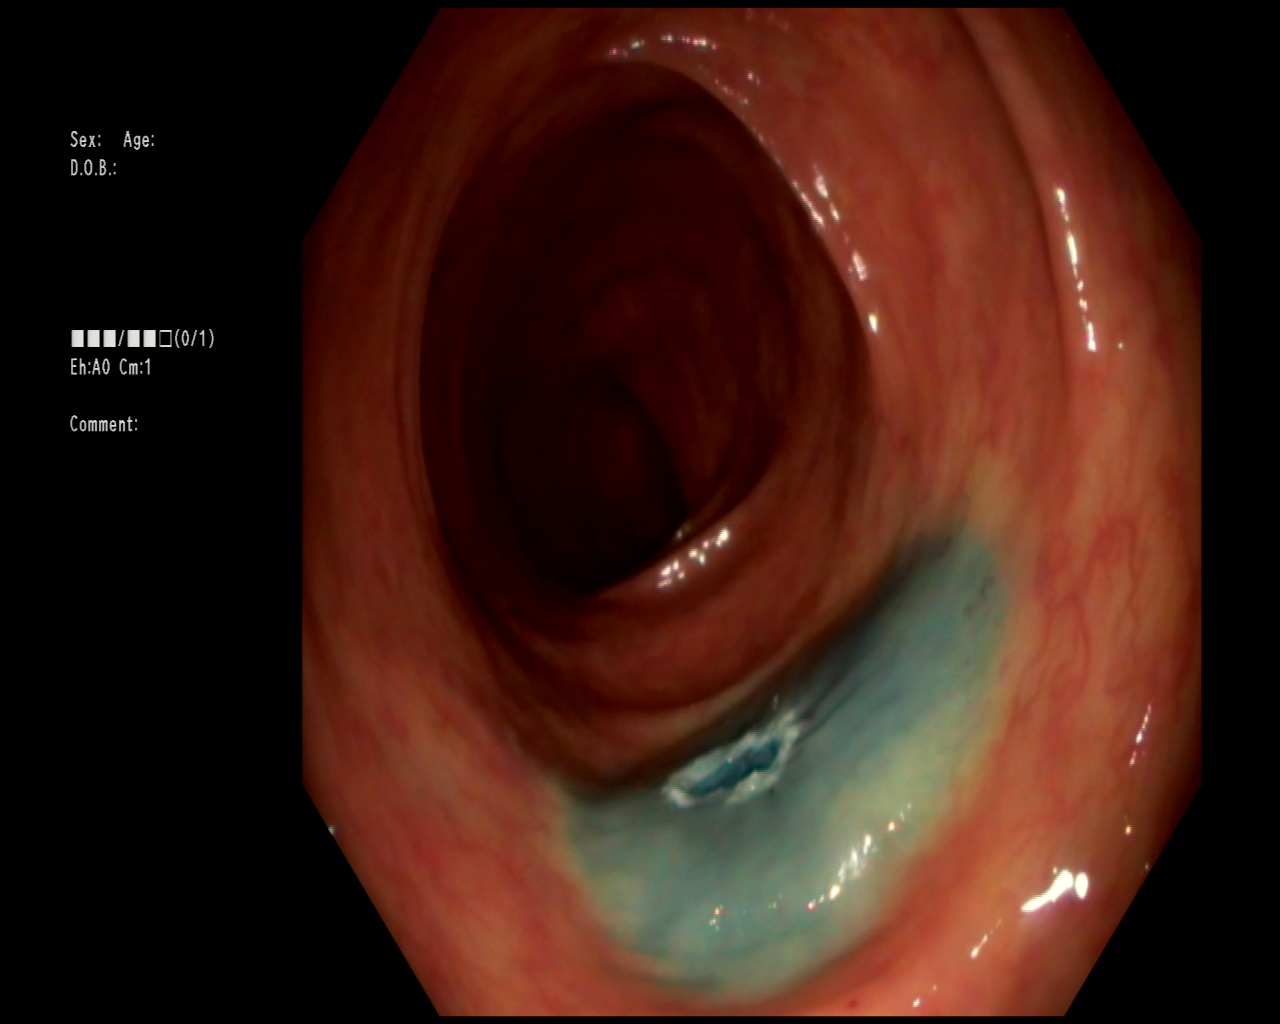 Sex: Age:
D.O.B.:
■■■/■■□(0/1)
Eh:A0 Cm:1
Comment: